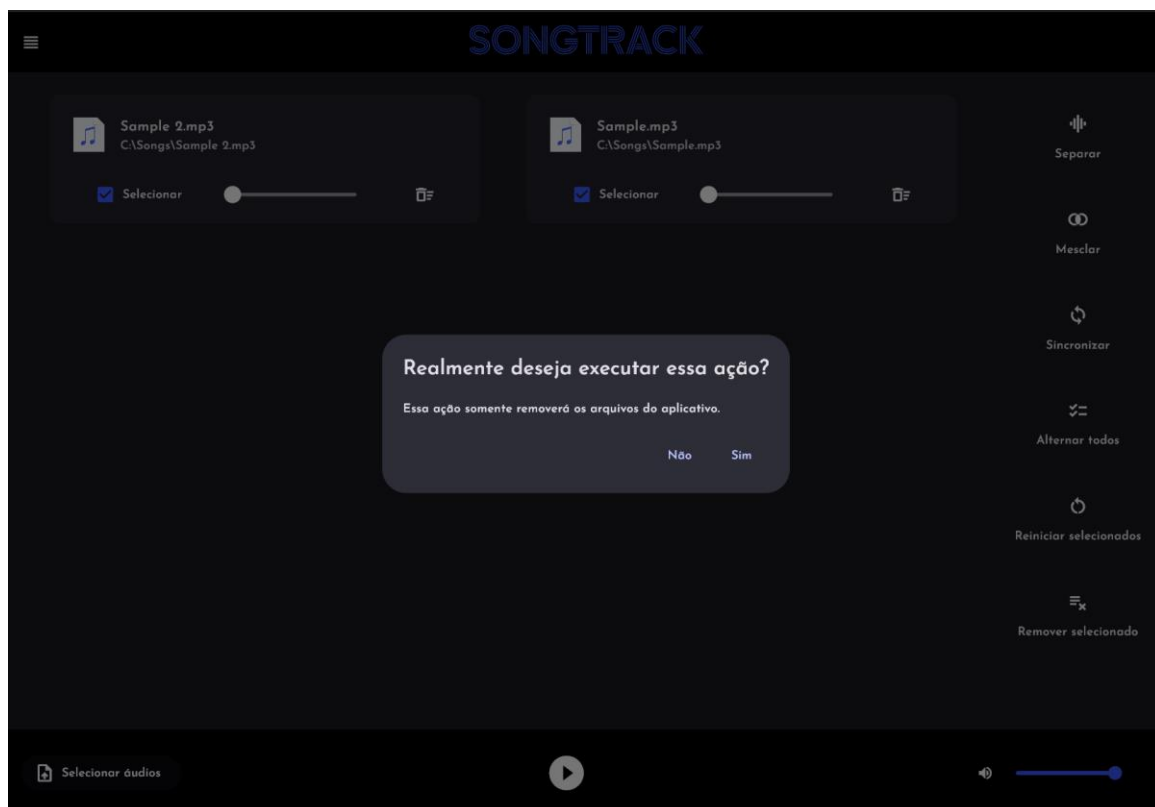 SONGTRACK
Sample 2.mp3
C:\Songs\Sample 2.mp3
Selecionar
Sample.mp3
C:\Songs\Sample.mp3
Selecionar
Separar
Mesclar
Sincronizar
Alternar todos
Reiniciar selecionados
Remover selecionado
Realmente deseja executar essa ação?
Essa ação somente removerá os arquivos do aplicativo.
Não Sim
Selecionar áudios